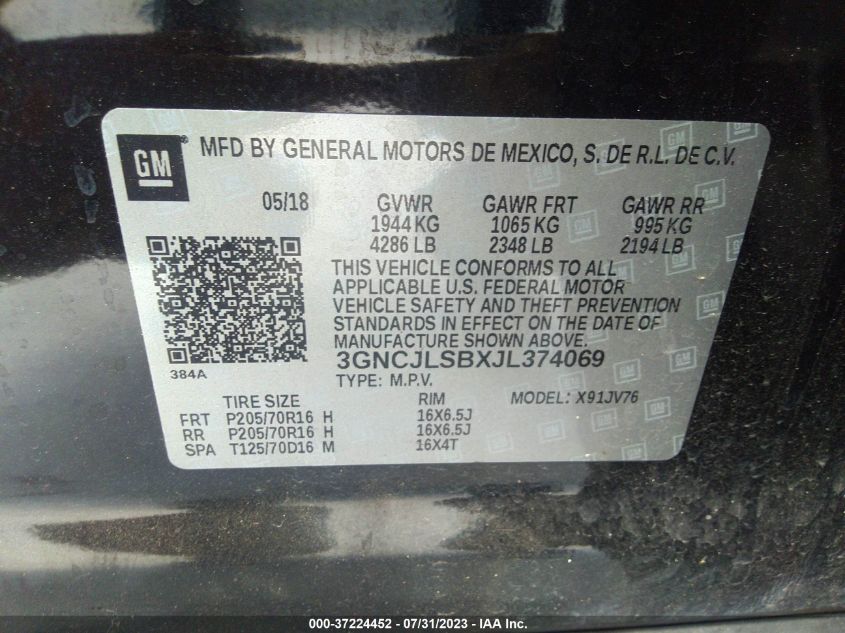 GM
MFD BY GENERAL MOTORS DE MEXICO, S. DE R.L. DE C.V.
05/18 GVWR GAWR FRT GAWR RR
1944 KG 1065 KG 995 KG
4286 LB 2348 LB 2194 LB
THIS VEHICLE CONFORMS TO ALL
APPLICABLE U.S. FEDERAL MOTOR
VEHICLE SAFETY AND THEFT PREVENTION
STANDARDS IN EFFECT ON THE DATE OF
MANUFACTURE SHOWN ABOVE.
3GNCJLSBXJL374069
384A
TYPE: M.P.V. MODEL: X91JV76
TIRE SIZE RIM
FRT P205/70R16 H 16X6.5J
RR P205/70R16 H 16X6.5J
SPA T125/70D16 M 16X4T
000-37224452 - 07/31/2023 - IAA Inc.